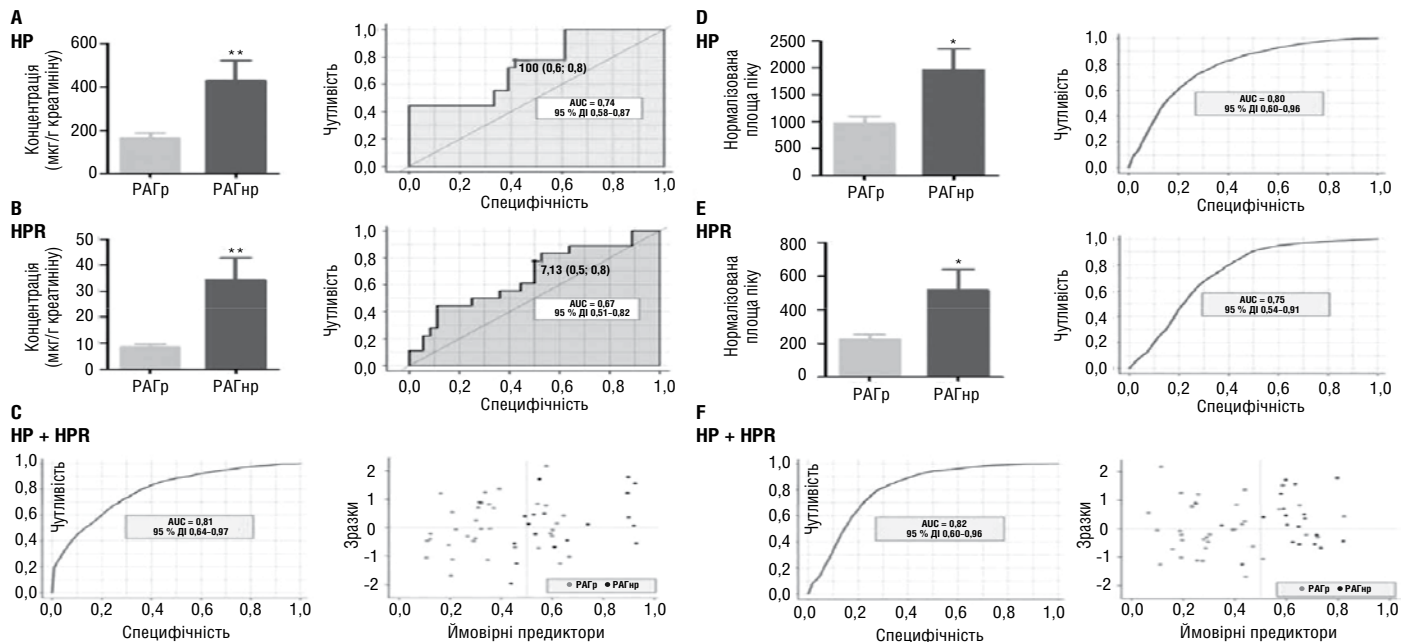 A
HP
Концентрація
(мкг/г креатиніну)
600
400
200
0
**
РАГр
РАГнр
Чутливість
1,0
0,8
0,6
0,4
0,2
0,0
100 (0,6; 0,8)
AUC = 0,74
95 % ДІ 0,58–0,87
0,0 0,2 0,4 0,6 0,8 1,0
Специфічність
B
HPR
Концентрація
(мкг/г креатиніну)
50
40
30
20
10
0
**
РАГр
РАГнр
Чутливість
1,0
0,8
0,6
0,4
0,2
0,0
7,13 (0,5; 0,8)
AUC = 0,67
95 % ДІ 0,51–0,82
0,0 0,2 0,4 0,6 0,8 1,0
Специфічність
C
HP + HPR
Чутливість
1,0
0,8
0,6
0,4
0,2
0,0
AUC = 0,81
95 % ДІ 0,64–0,97
0,0 0,2 0,4 0,6 0,8 1,0
Специфічність
Зразки
2
1
0
-1
-2
РАГр РАГнр
0,0 0,2 0,4 0,6 0,8 1,0
Ймовірні предиктори
D
HP
Нормалізована
площа піку
2500
2000
1500
1000
500
0
*
РАГр
РАГнр
Чутливість
1,0
0,8
0,6
0,4
0,2
0,0
AUC = 0,80
95 % ДІ 0,60–0,96
0,0 0,2 0,4 0,6 0,8 1,0
Специфічність
E
HPR
Нормалізована
площа піку
800
600
400
200
0
*
РАГр
РАГнр
Чутливість
1,0
0,8
0,6
0,4
0,2
0,0
AUC = 0,75
95 % ДІ 0,54–0,91
0,0 0,2 0,4 0,6 0,8 1,0
Специфічність
F
HP + HPR
Чутливість
1,0
0,8
0,6
0,4
0,2
0,0
AUC = 0,82
95 % ДІ 0,60–0,96
0,0 0,2 0,4 0,6 0,8 1,0
Специфічність
Зразки
2
1
0
-1
-2
РАГр РАГнр
0,0 0,2 0,4 0,6 0,8 1,0
Ймовірні предиктори